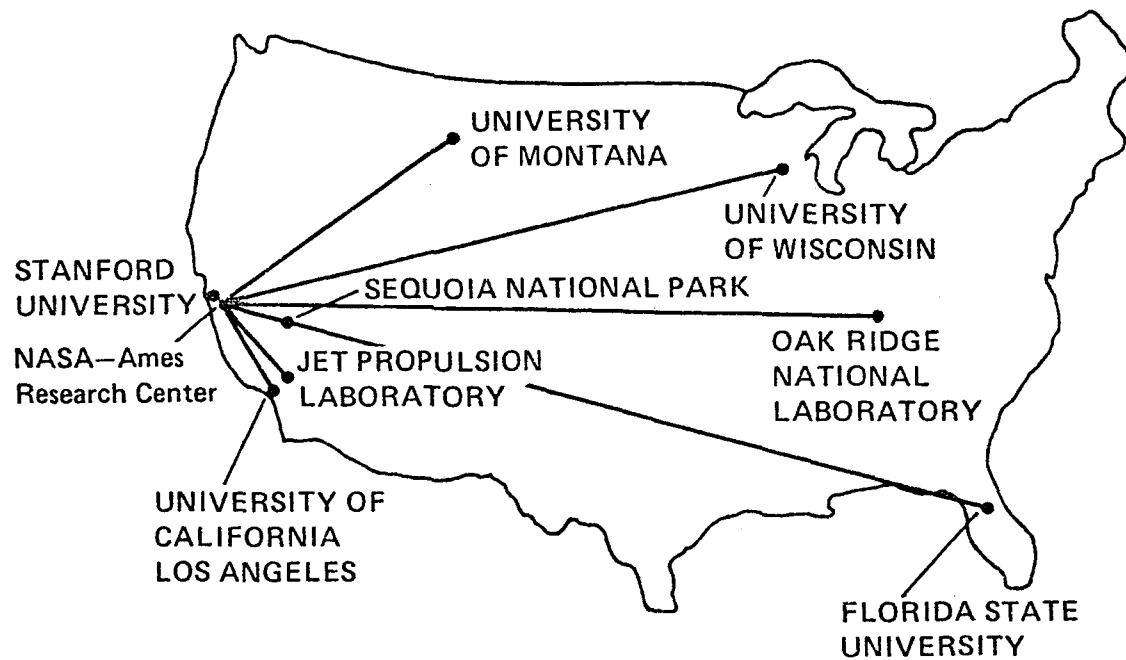 UNIVERSITY
OF MONTANA
UNIVERSITY
OF WISCONSIN
STANFORD
UNIVERSITY
SEQUOIA NATIONAL PARK
NASA—Ames
Research Center
JET PROPULSION
LABORATORY
OAK RIDGE
NATIONAL
LABORATORY
UNIVERSITY OF
CALIFORNIA
LOS ANGELES
FLORIDA STATE
UNIVERSITY